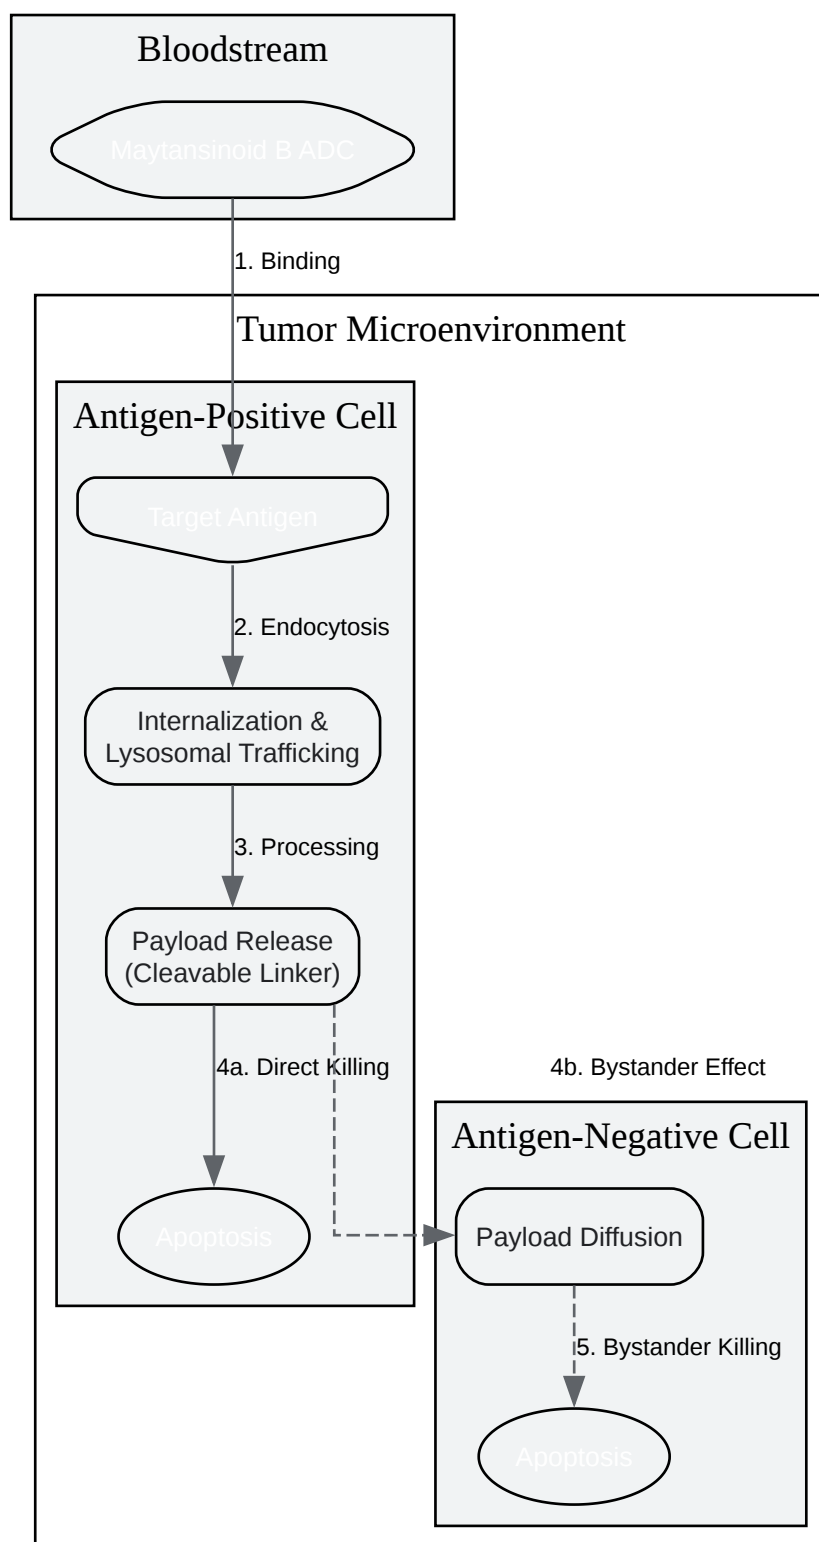 Bloodstream
Maytansinoid B ADC
1. Binding
Tumor Microenvironment
Antigen-Positive Cell
Target Antigen
2. Endocytosis
Internalization &
Lysosomal Trafficking
3. Processing
Payload Release
(Cleavable Linker)
4a. Direct Killing
4b. Bystander Effect
Antigen-Negative Cell
Apoptosis
Payload Diffusion
5. Bystander Killing
Apoptosis